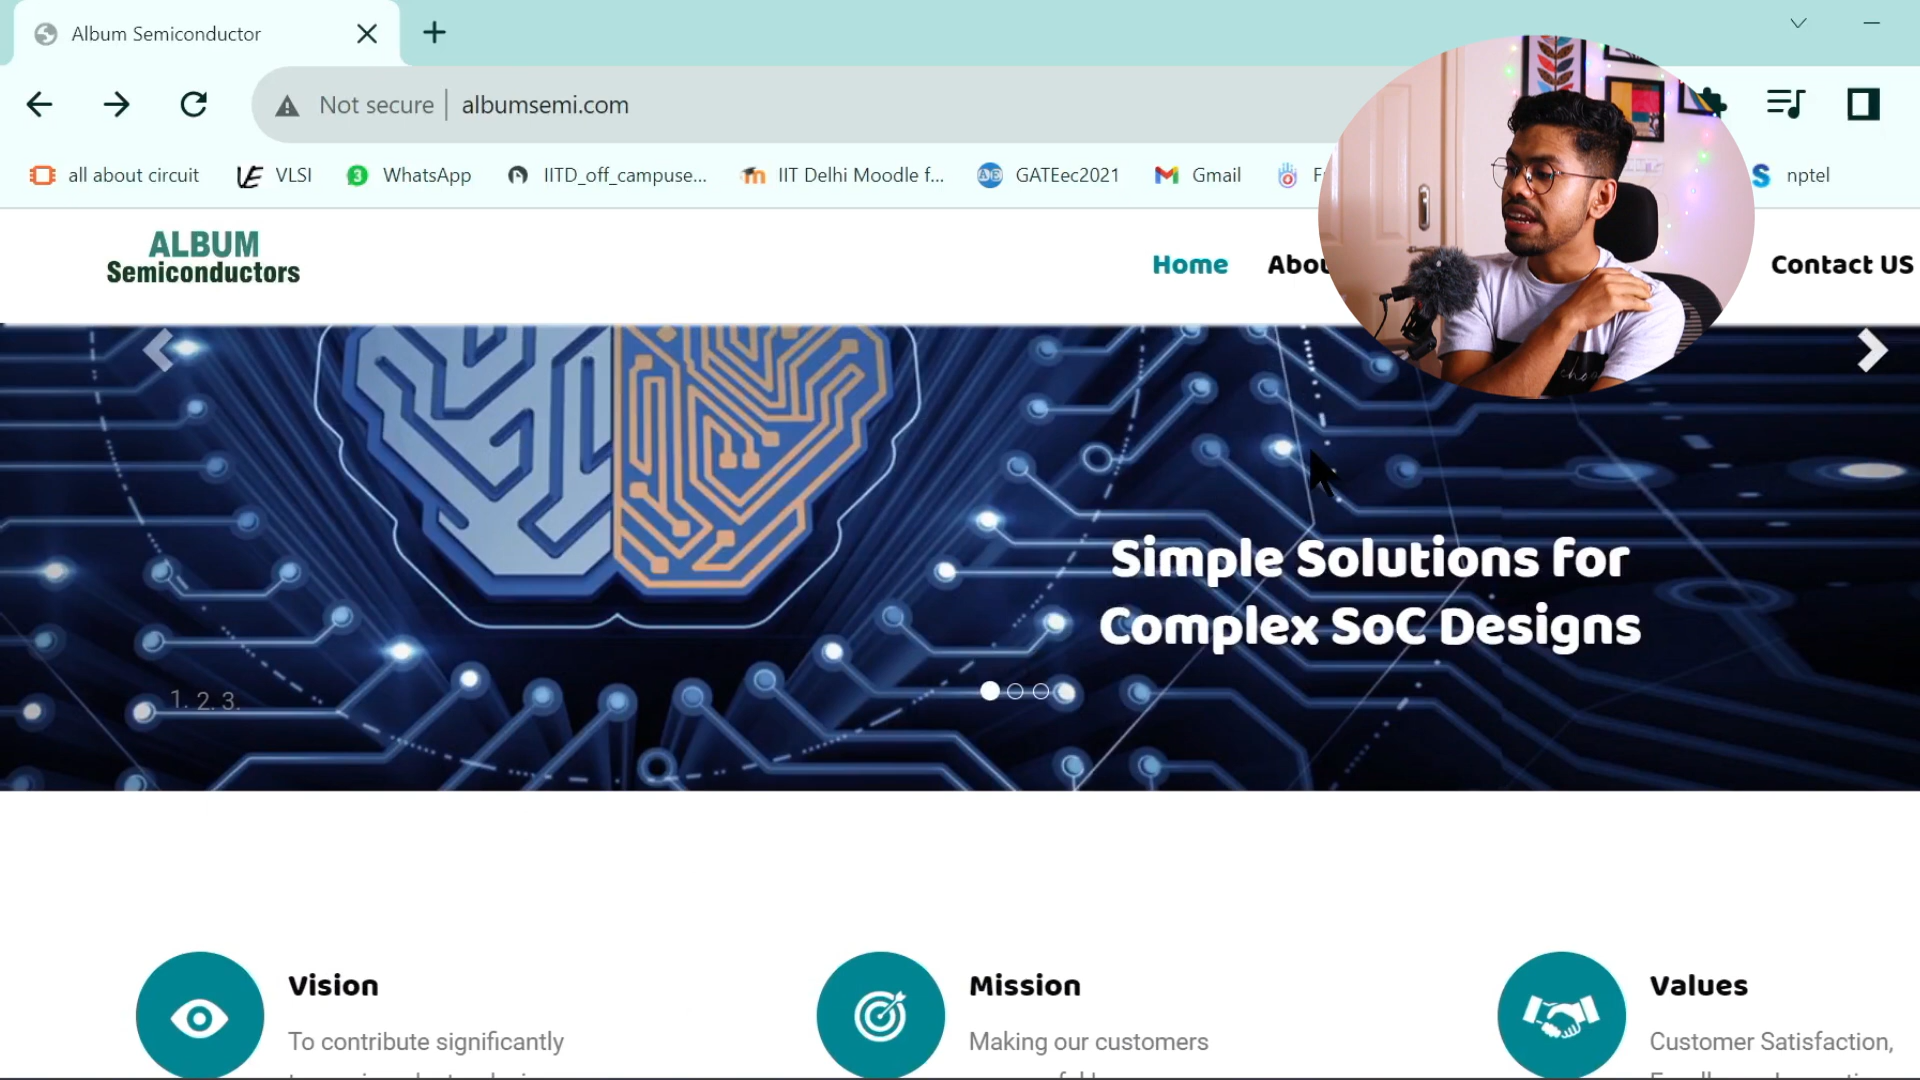 Album Semiconductor
Not secure albumsemi.com
all about circuit VLSI 3 WhatsApp IITD_off_campuse... IIT Delhi Moodle f... GATEec2021 Gmail nptel
ALBUM
Semiconductors
Home Contact US
Simple Solutions for
Complex SoC Designs
1. 2. 3.
Vision
To contribute significantly
Mission
Making our customers
Values
Customer Satisfaction,